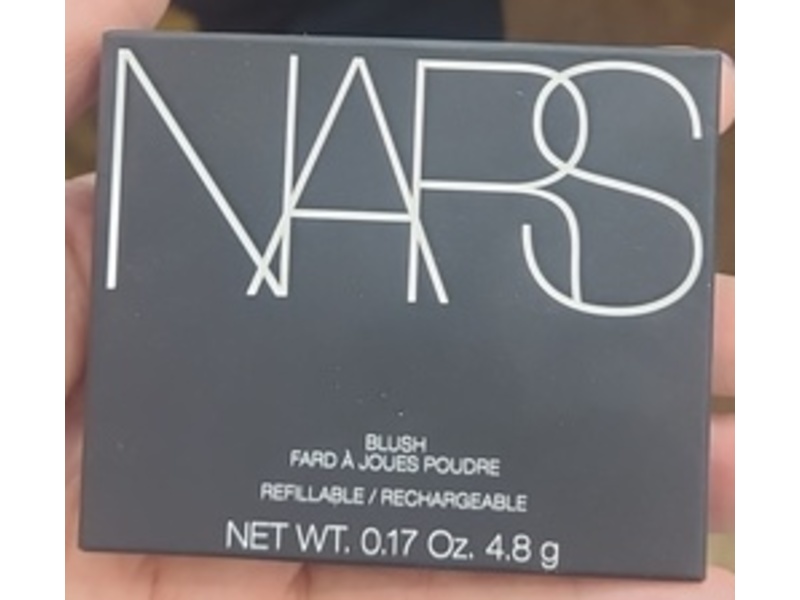 NARS
BLUSH
FARD À JOUES POUDRE
REFILLABLE / RECHARGEABLE
NET WT. 0.17 Oz. 4.8 g